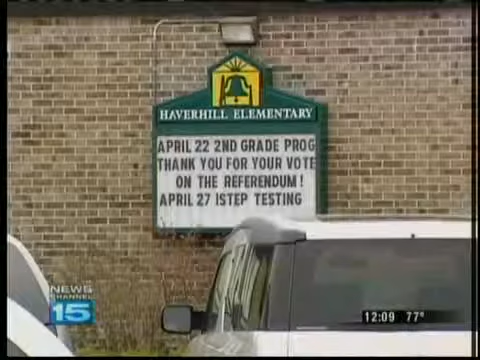 HAVERHILL ELEMENTARY
APRIL 22 2ND GRADE PROG
THANK YOU FOR YOUR VOTE
ON THE REFERENDUM!
APRIL 27 ISTEP TESTING
NEWS
CHANNEL
15
12:09 77°